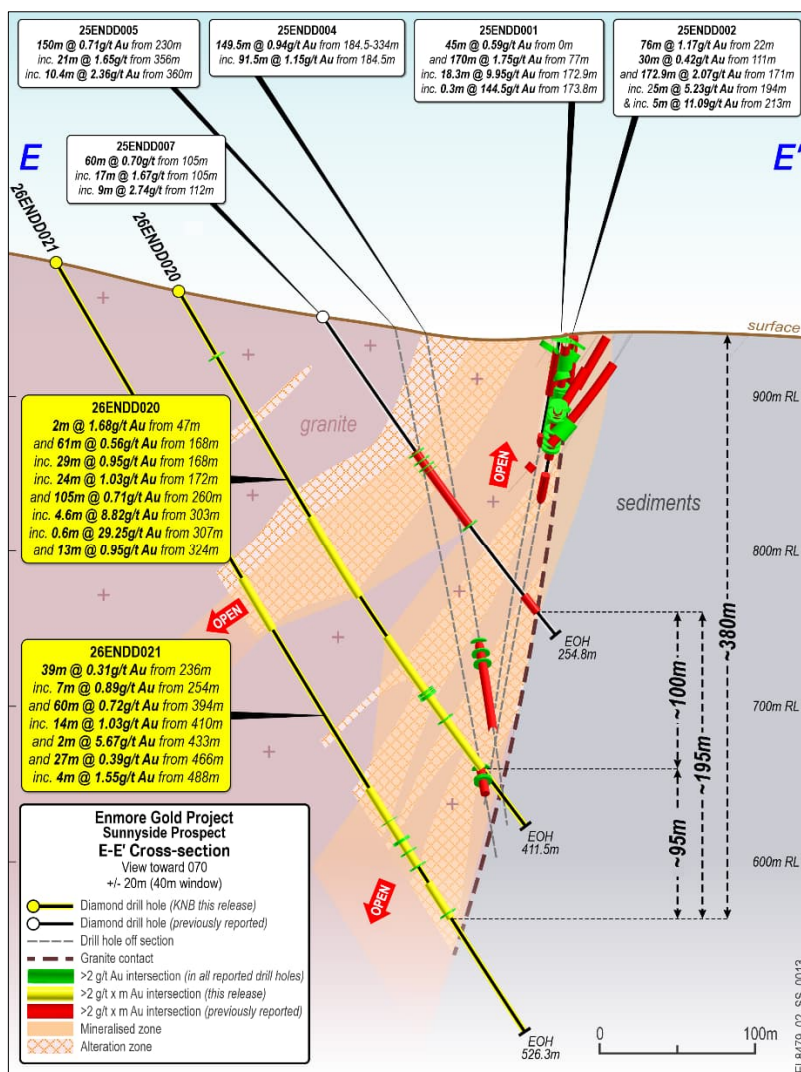 25ENDD005
150m @ 0.71g/t Au from 230m
inc. 21m @ 1.65g/t from 356m
inc. 10.4m @ 2.36g/t from 360m
25ENDD004
149.5m @ 0.94g/t Au from 184.5-334m
inc. 91.5m @ 1.15g/t from 184.5m
25ENDD001
45m @ 0.59g/t Au from 0m
and 170m @ 1.75g/t from 77m
inc. 18.3m @ 9.95g/t from 172.9m
inc. 0.3m @ 144.5g/t from 173.8m
25ENDD002
76m @ 1.17g/t Au from 22m
30m @ 0.42g/t from 111m
and 172.9m @ 2.07g/t from 171m
inc. 25m @ 5.23g/t from 194m
& inc. 5m @ 11.09g/t from 213m
E
E'
25ENDD007
60m @ 0.70g/t from 105m
inc. 17m @ 1.67g/t from 105m
inc. 9m @ 2.74g/t from 112m
26ENDD021
26ENDD020
surface
900m RL
granite
OPEN
sediments
26ENDD020
2m @ 1.68g/t Au from 47m
and 61m @ 0.56g/t Au from 168m
inc. 29m @ 0.95g/t Au from 168m
inc. 24m @ 1.03g/t Au from 172m
and 105m @ 0.71g/t Au from 260m
inc. 4.6m @ 8.82g/t Au from 303m
inc. 0.6m @ 29.25g/t Au from 307m
and 13m @ 0.95g/t Au from 324m
800m RL
OPEN
EOH
254.8m
~100m
~380m
~195m
~95m
700m RL
26ENDD021
39m @ 0.31g/t Au from 236m
inc. 7m @ 0.89g/t Au from 254m
and 60m @ 0.72g/t Au from 394m
inc. 14m @ 1.03g/t Au from 410m
and 2m @ 5.67g/t Au from 433m
and 27m @ 0.39g/t Au from 466m
inc. 4m @ 1.55g/t Au from 488m
EOH
411.5m
600m RL
OPEN
EOH
526.3m
Enmore Gold Project
Sunnyside Prospect
E-E' Cross-section
View toward 070
+/- 20m (40m window)
Diamond drill hole (KNB this release)
Diamond drill hole (previously reported)
Drill hole off section
Granite contact
>2 g/t Au intersection (in all reported drill holes)
>2 g/t x m Au intersection (this release)
>2 g/t x m Au intersection (previously reported)
Mineralised zone
Alteration zone
0
100m
EL8479_02_SS_0013